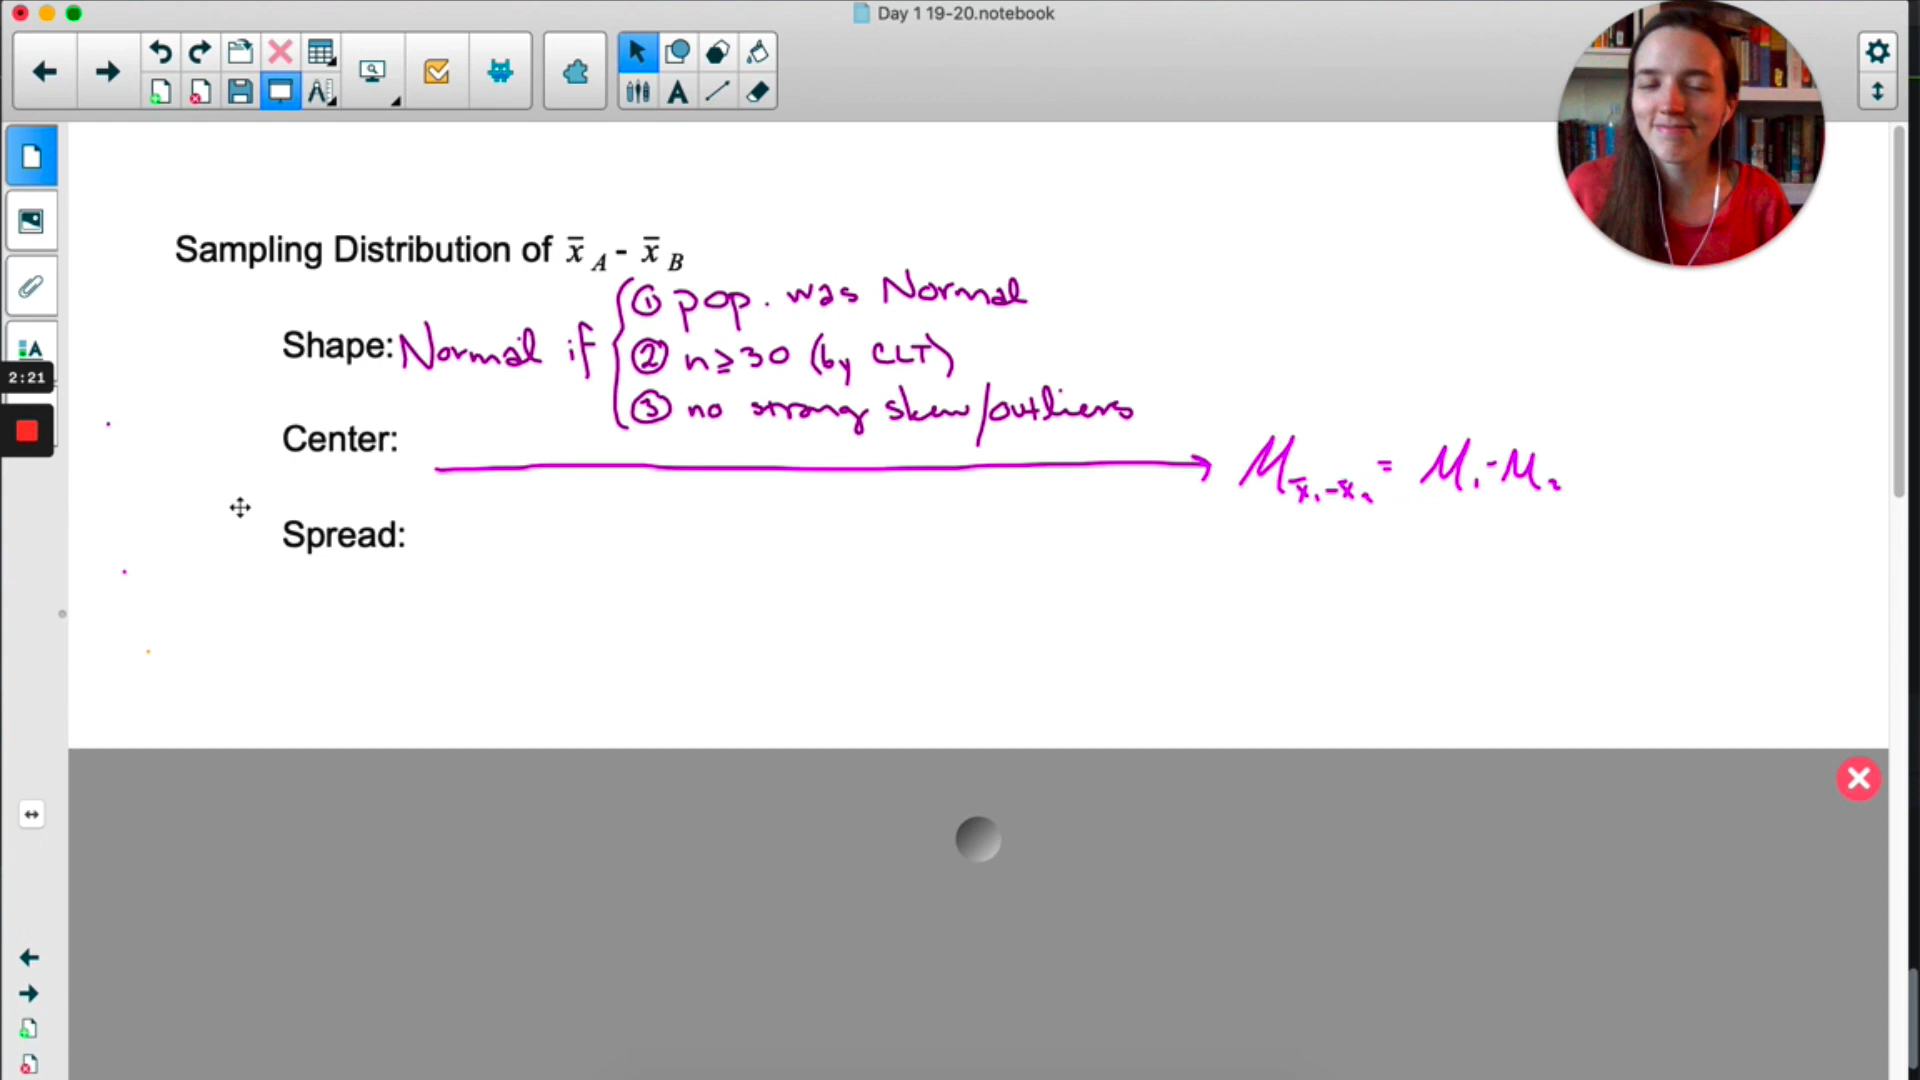 Day 1 19-20.notebook
Sampling Distribution of x̄ A - x̄ B
① pop. was Normal
Shape: Normal if
② n ≥ 30 (by CLT)
③ no strong skew/outliers
2:21
Center:
μ x̄₁-x̄₂ = μ₁-μ₂
Spread: